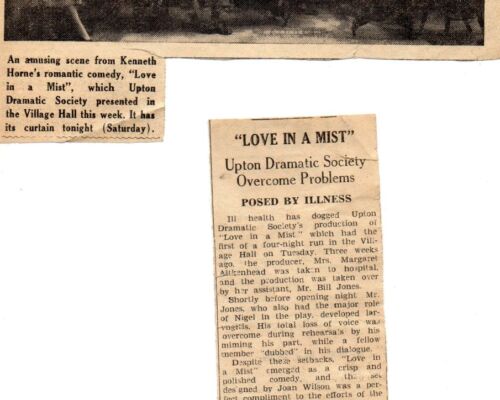 An amusing scene from Kenneth
Horne's romantic comedy, "Love
in a Mist", which Upton
Dramatic Society presented in
the Village Hall this week. It has
its curtain tonight (Saturday).
"LOVE IN A MIST"
Upton Dramatic Society
Overcome Problems
POSED BY ILLNESS
Ill health has dogged Upton
Dramatic Society's production of
"Love in a Mist" which had the
first of a four-night run in the Vil-
lage Hall on Tuesday. Three weeks
ago, the producer, Mrs. Margaret
Aitkenhead was taken to hospital,
and the production was taken over
by her assistant, Mr. Bill Jones.
Shortly before opening night Mr.
Jones, who also had the major role
of Nigel in the play, developed lar-
yngitis. His total loss of voice was
overcome during rehearsals by his
miming his part, while a fellow
member "dubbed" in his dialogue.
Despite these setbacks, "Love in
a Mist" emerged as a crisp and
polished comedy, and the set
designed by Joan Wilson was a per-
fect compliment to the efforts of the